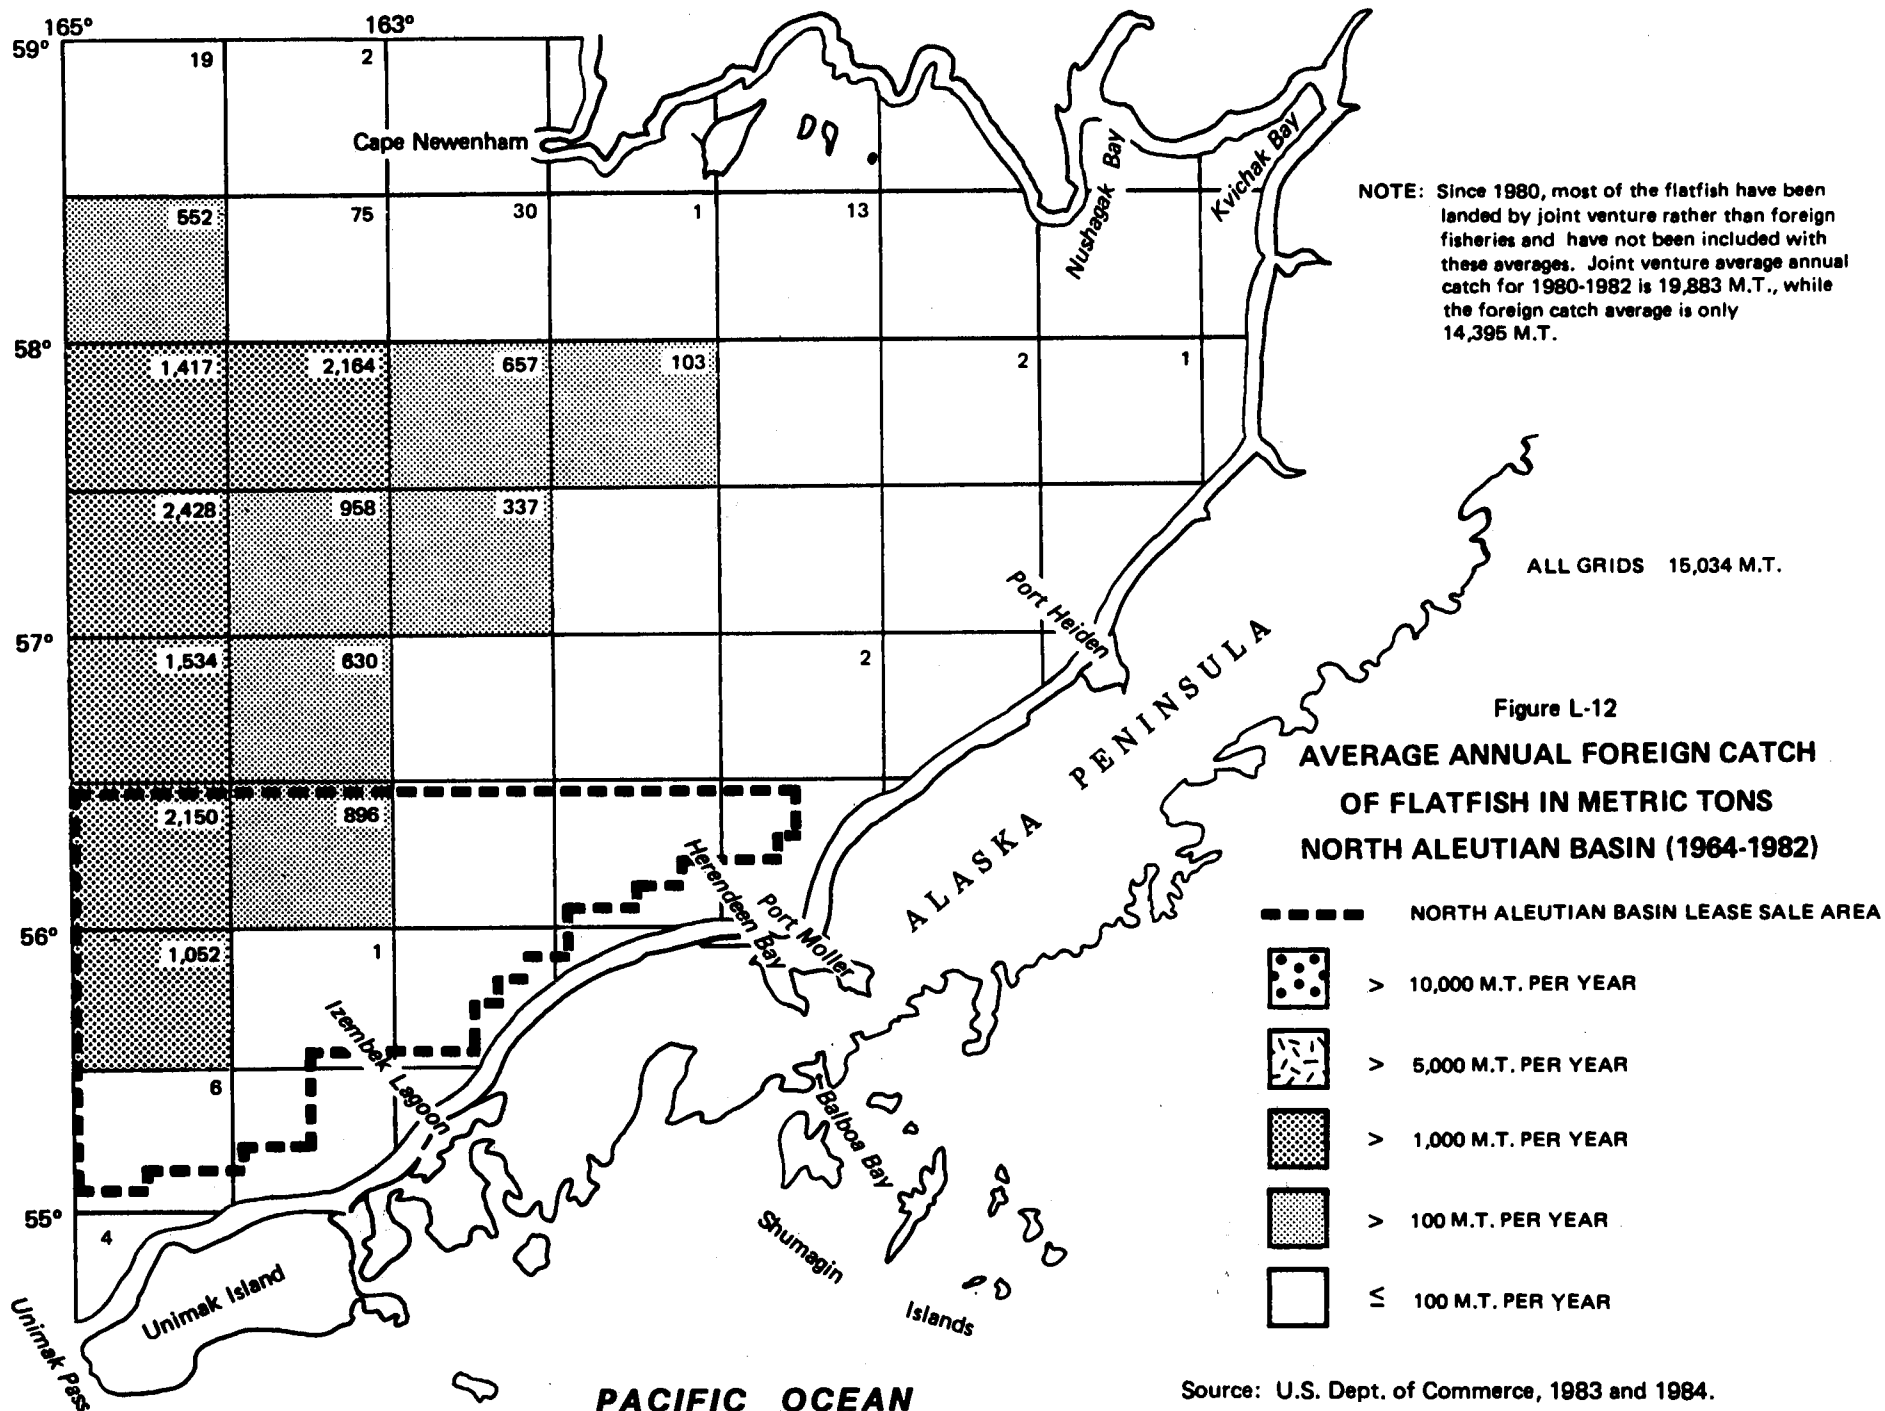 165° 163°
59°
19 2
Cape Newenham
Nushagak Bay
Kvichak Bay
552 75 30 1 13
NOTE: Since 1980, most of the flatfish have been
landed by joint venture rather than foreign
fisheries and have not been included with
these averages. Joint venture average annual
catch for 1980-1982 is 19,883 M.T., while
the foreign catch average is only
14,395 M.T.
58°
1,417 2,164 657 103 2 1
2,428 958 337
ALL GRIDS 15,034 M.T.
Port Heiden
57°
1,534 630 2
ALASKA PENINSULA
Figure L-12
AVERAGE ANNUAL FOREIGN CATCH
OF FLATFISH IN METRIC TONS
NORTH ALEUTIAN BASIN (1964-1982)
2,150 896
Herendeen Bay
Port Moller
NORTH ALEUTIAN BASIN LEASE SALE AREA
56°
1,052 1
> 10,000 M.T. PER YEAR
Izembek Lagoon
> 5,000 M.T. PER YEAR
6
Balboa Bay
> 1,000 M.T. PER YEAR
55°
4
> 100 M.T. PER YEAR
Shumagin
Islands
≤ 100 M.T. PER YEAR
Unimak Island
Unimak Pass
PACIFIC OCEAN
Source: U.S. Dept. of Commerce, 1983 and 1984.